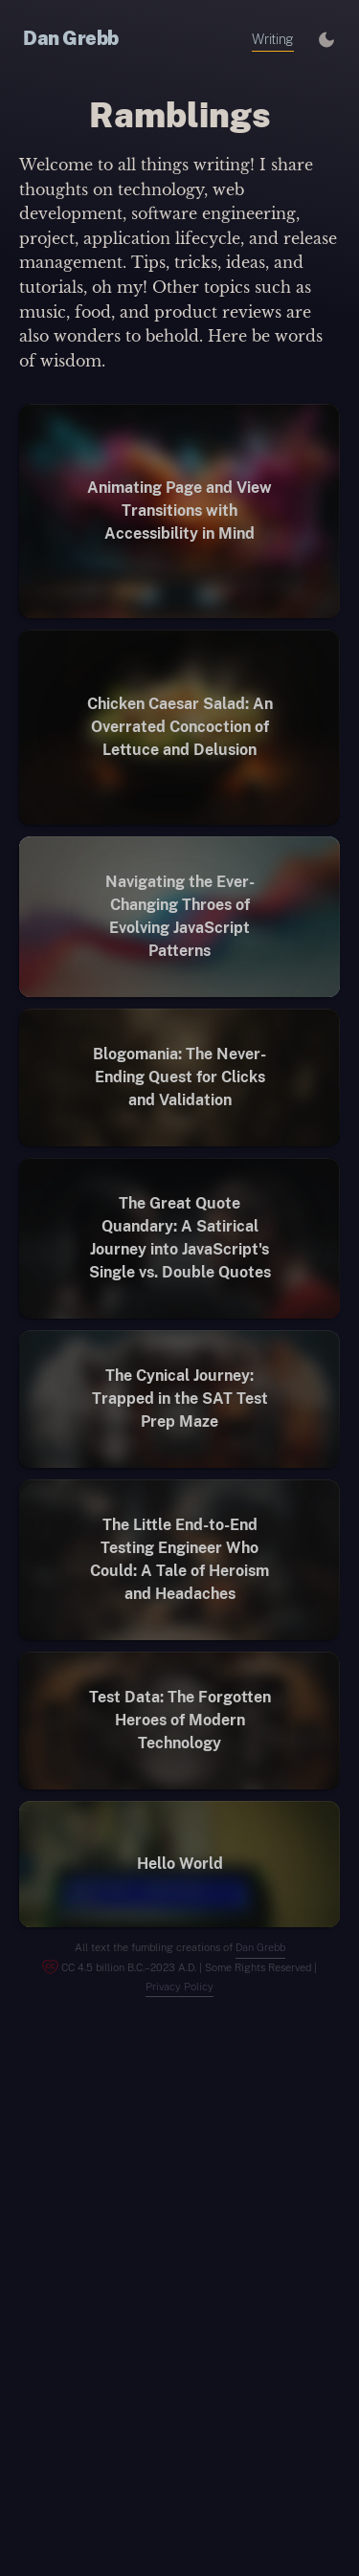 Dan Grebb
Writing
Ramblings
Welcome to all things writing! I share
thoughts on technology, web
development, software engineering,
project, application lifecycle, and release
management. Tips, tricks, ideas, and
tutorials, oh my! Other topics such as
music, food, and product reviews are
also wonders to behold. Here be words
of wisdom.
Animating Page and View
Transitions with
Accessibility in Mind
Chicken Caesar Salad: An
Overrated Concoction of
Lettuce and Delusion
Navigating the Ever-
Changing Throes of
Evolving JavaScript
Patterns
Blogomania: The Never-
Ending Quest for Clicks
and Validation
The Great Quote
Quandary: A Satirical
Journey into JavaScript's
Single vs. Double Quotes
The Cynical Journey:
Trapped in the SAT Test
Prep Maze
The Little End-to-End
Testing Engineer Who
Could: A Tale of Heroism
and Headaches
Test Data: The Forgotten
Heroes of Modern
Technology
Hello World
All text the fumbling creations of Dan Grebb
CC 4.5 billion B.C.–2023 A.D. | Some Rights Reserved |
Privacy Policy